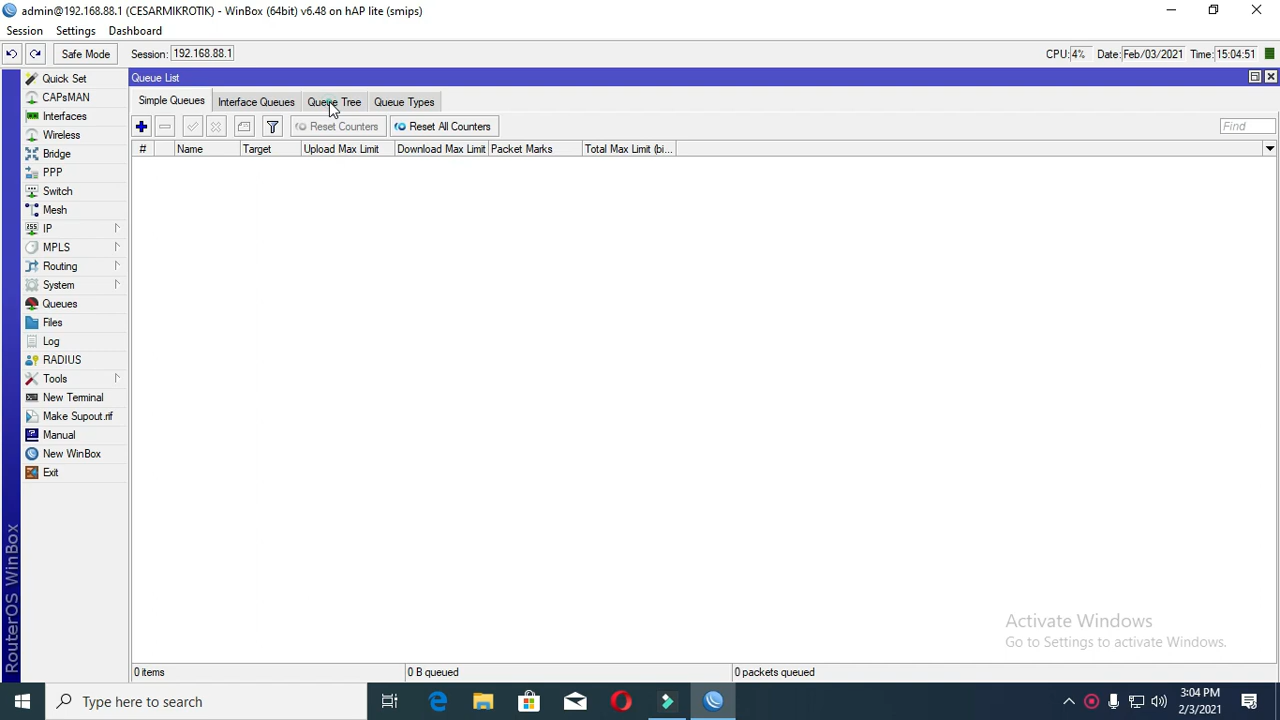 admin@192.168.88.1 (CESARMIKROTIK) - WinBox (64bit) v6.48 on hAP lite (smips)
Session Settings Dashboard
Safe Mode Session: 192.168.88.1 CPU: 4% Date: Feb/03/2021 Time: 15:04:51
Quick Set
CAPsMAN
Interfaces
Wireless
Bridge
PPP
Switch
Mesh
IP
MPLS
Routing
System
Queues
Files
Log
RADIUS
Tools
New Terminal
Make Supout.rif
Manual
New WinBox
Exit
RouterOS WinBox
Queue List
Simple Queues Interface Queues Queue Tree Queue Types
Reset Counters Reset All Counters Find
# Name Target Upload Max Limit Download Max Limit Packet Marks Total Max Limit (bi...
Activate Windows
Go to Settings to activate Windows.
0 items 0 B queued 0 packets queued
Type here to search
3:04 PM
2/3/2021